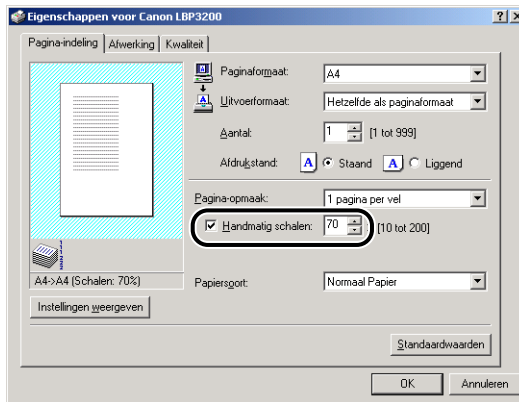 Eigenschappen voor Canon LBP3200
Pagina-indeling Afwerking Kwaliteit
Paginaformaat: A4
Uitvoerformaat: Hetzelfde als paginaformaat
Aantal: 1 [1 tot 999]
Afdrukstand: A Staand A Liggend
Pagina-opmaak: 1 pagina per vel
Handmatig schalen: 70 [10 tot 200]
A4->A4 (Schalen: 70%)
Papiersoort: Normaal Papier
Instellingen weergeven
Standaardwaarden
OK Annuleren